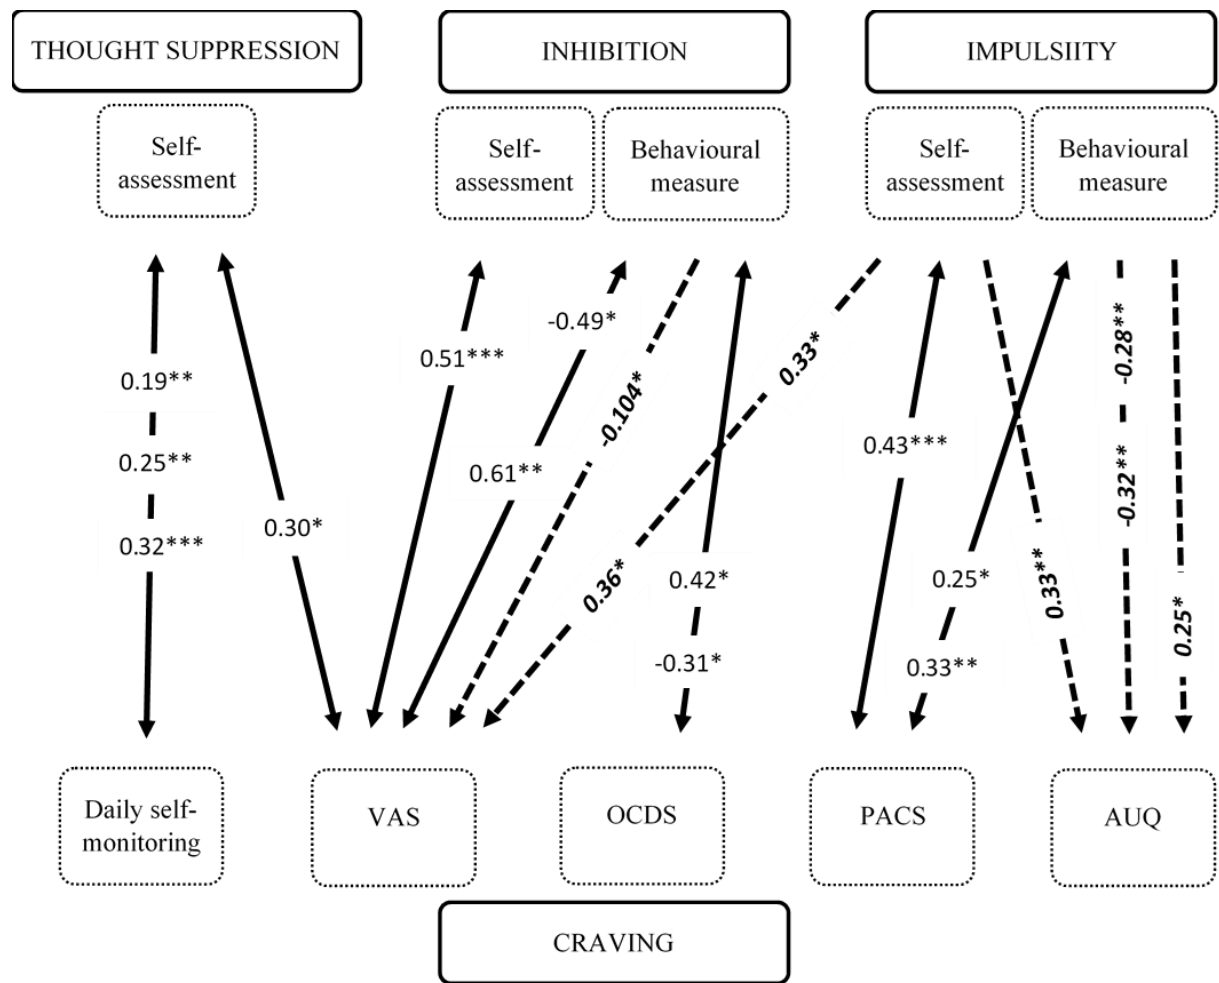 THOUGHT SUPPRESSION
INHIBITION
IMPULSIITY
Self-
assessment
Self-
assessment
Behavioural
measure
Self-
assessment
Behavioural
measure
0.19**
0.25**
0.32***
0.30*
0.51***
-0.49*
0.61**
-0.104*
0.42*
-0.31*
0.33*
0.36*
0.43***
0.25*
0.33**
0.33**
-0.28**
-0.32**
0.25*
Daily self-
monitoring
VAS
OCDS
PACS
AUQ
CRAVING